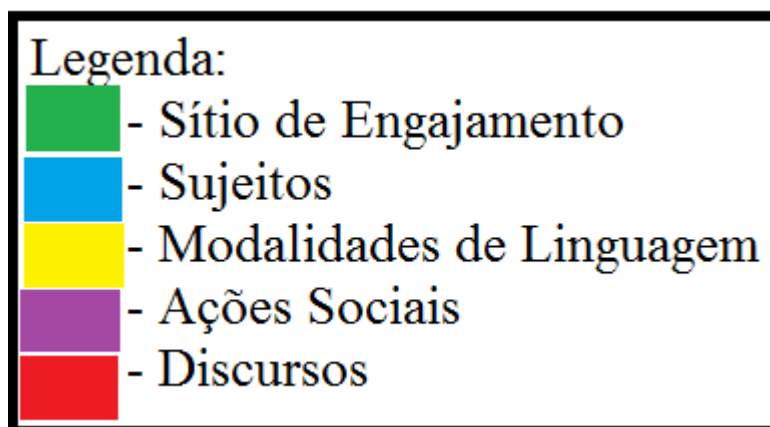 Legenda:
- Sítio de Engajamento
- Sujeitos
- Modalidades de Linguagem
- Ações Sociais
- Discursos